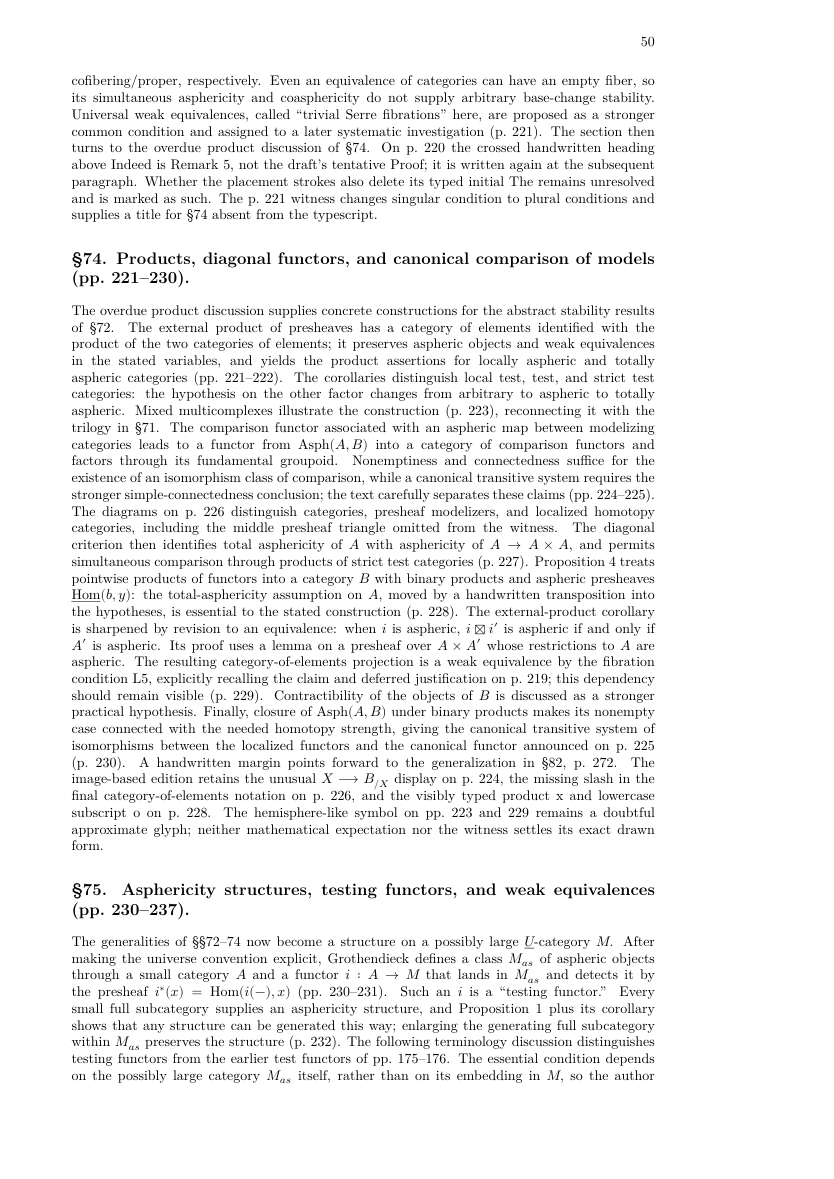 50
cofibering/proper, respectively. Even an equivalence of categories can have an empty fiber, so
its simultaneous asphericity and coasphericity do not supply arbitrary base-change stability.
Universal weak equivalences, called “trivial Serre fibrations” here, are proposed as a stronger
common condition and assigned to a later systematic investigation (p. 221). The section then
turns to the overdue product discussion of §74. On p. 220 the crossed handwritten heading
above Indeed is Remark 5, not the draft’s tentative Proof; it is written again at the subsequent
paragraph. Whether the placement strokes also delete its typed initial The remains unresolved
and is marked as such. The p. 221 witness changes singular condition to plural conditions and
supplies a title for §74 absent from the typescript.
§74. Products, diagonal functors, and canonical comparison of models
(pp. 221–230).
The overdue product discussion supplies concrete constructions for the abstract stability results
of §72. The external product of presheaves has a category of elements identified with the
product of the two categories of elements; it preserves aspheric objects and weak equivalences
in the stated variables, and yields the product assertions for locally aspheric and totally
aspheric categories (pp. 221–222). The corollaries distinguish local test, test, and strict test
categories: the hypothesis on the other factor changes from arbitrary to aspheric to totally
aspheric. Mixed multicomplexes illustrate the construction (p. 223), reconnecting it with the
trilogy in §71. The comparison functor associated with an aspheric map between modelizing
categories leads to a functor from Asph(A, B) into a category of comparison functors and
factors through its fundamental groupoid. Nonemptiness and connectedness suffice for the
existence of an isomorphism class of comparison, while a canonical transitive system requires the
stronger simple-connectedness conclusion; the text carefully separates these claims (pp. 224–225).
The diagrams on p. 226 distinguish categories, presheaf modelizers, and localized homotopy
categories, including the middle presheaf triangle omitted from the witness. The diagonal
criterion then identifies total asphericity of A with asphericity of A → A × A, and permits
simultaneous comparison through products of strict test categories (p. 227). Proposition 4 treats
pointwise products of functors into a category B with binary products and aspheric presheaves
Hom(b, y): the total-asphericity assumption on A, moved by a handwritten transposition into
the hypotheses, is essential to the stated construction (p. 228). The external-product corollary
is sharpened by revision to an equivalence: when i is aspheric, i ⊠ i′ is aspheric if and only if
A′ is aspheric. Its proof uses a lemma on a presheaf over A × A′ whose restrictions to A are
aspheric. The resulting category-of-elements projection is a weak equivalence by the fibration
condition L5, explicitly recalling the claim and deferred justification on p. 219; this dependency
should remain visible (p. 229). Contractibility of the objects of B is discussed as a stronger
practical hypothesis. Finally, closure of Asph(A, B) under binary products makes its nonempty
case connected with the needed homotopy strength, giving the canonical transitive system of
isomorphisms between the localized functors and the canonical functor announced on p. 225
(p. 230). A handwritten margin points forward to the generalization in §82, p. 272. The
image-based edition retains the unusual X ⟶ B/X display on p. 224, the missing slash in the
final category-of-elements notation on p. 226, and the visibly typed product x and lowercase
subscript o on p. 228. The hemisphere-like symbol on pp. 223 and 229 remains a doubtful
approximate glyph; neither mathematical expectation nor the witness settles its exact drawn
form.
§75. Asphericity structures, testing functors, and weak equivalences
(pp. 230–237).
The generalities of §§72–74 now become a structure on a possibly large U-category M. After
making the universe convention explicit, Grothendieck defines a class Mas of aspheric objects
through a small category A and a functor i : A → M that lands in Mas and detects it by
the presheaf i*(x) = Hom(i(−), x) (pp. 230–231). Such an i is a “testing functor.” Every
small full subcategory supplies an asphericity structure, and Proposition 1 plus its corollary
shows that any structure can be generated this way; enlarging the generating full subcategory
within Mas preserves the structure (p. 232). The following terminology discussion distinguishes
testing functors from the earlier test functors of pp. 175–176. The essential condition depends
on the possibly large category Mas itself, rather than on its embedding in M, so the author